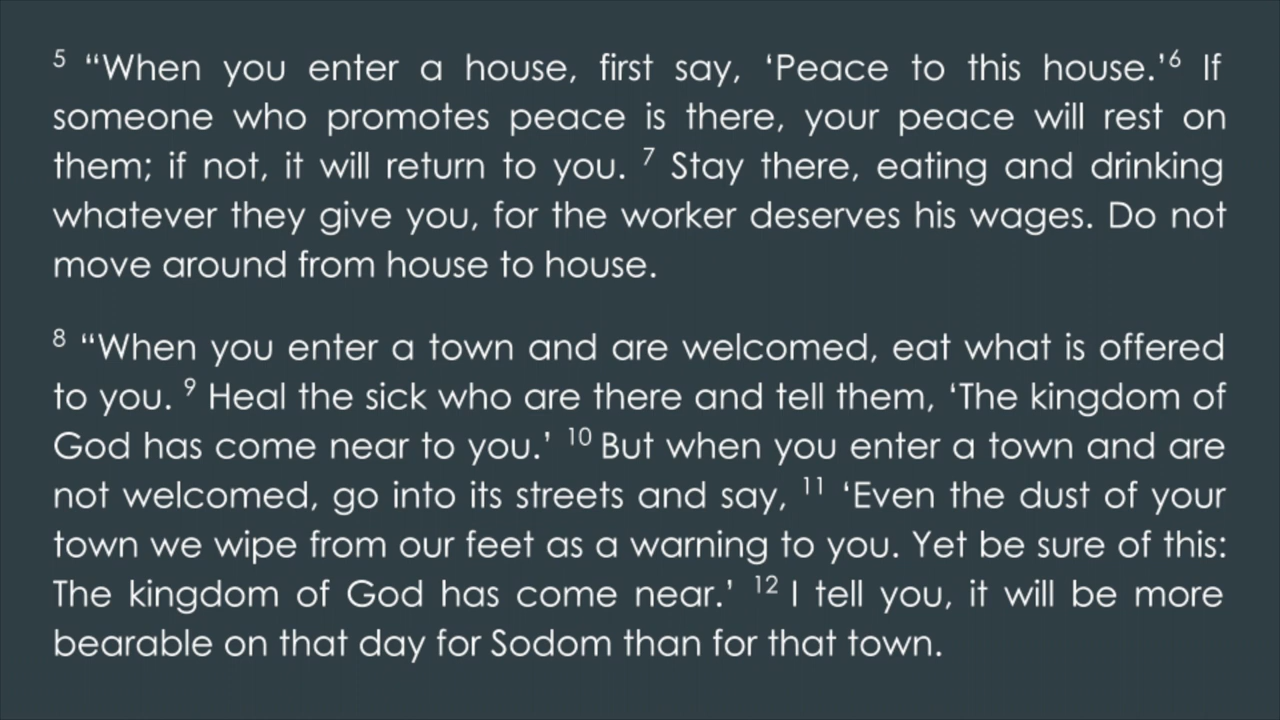 5 “When you enter a house, first say, ‘Peace to this house.’6 If
someone who promotes peace is there, your peace will rest on
them; if not, it will return to you. 7 Stay there, eating and drinking
whatever they give you, for the worker deserves his wages. Do not
move around from house to house.
8 “When you enter a town and are welcomed, eat what is offered
to you. 9 Heal the sick who are there and tell them, ‘The kingdom of
God has come near to you.’ 10 But when you enter a town and are
not welcomed, go into its streets and say, 11 ‘Even the dust of your
town we wipe from our feet as a warning to you. Yet be sure of this:
The kingdom of God has come near.’ 12 I tell you, it will be more
bearable on that day for Sodom than for that town.